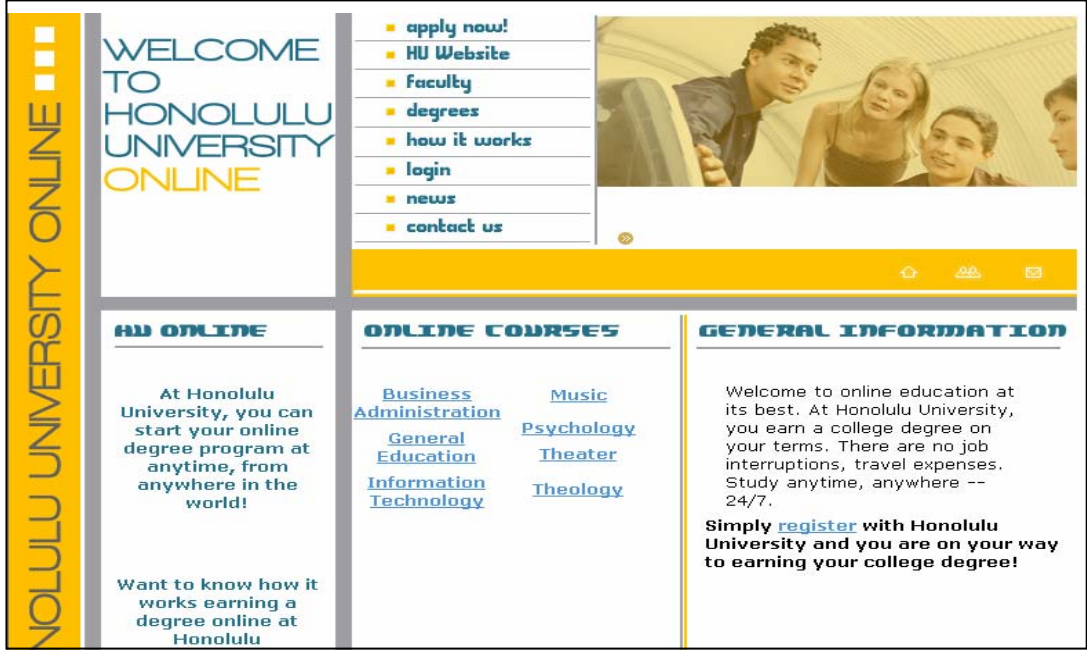 NOLULU UNIVERSITY ONLINE
WELCOME
TO
HONOLULU
UNIVERSITY
ONLINE
apply now!
HU Website
faculty
degrees
how it works
login
news
contact us
HU ONLINE
At Honolulu
University, you can
start your online
degree program at
anytime, from
anywhere in the
world!
Want to know how it
works earning a
degree online at
Honolulu
ONLINE COURSES
Business
Administration
General
Education
Information
Technology
Music
Psychology
Theater
Theology
GENERAL INFORMATION
Welcome to online education at
its best. At Honolulu University,
you earn a college degree on
your terms. There are no job
interruptions, travel expenses.
Study anytime, anywhere --
24/7.
Simply register with Honolulu
University and you are on your way
to earning your college degree!